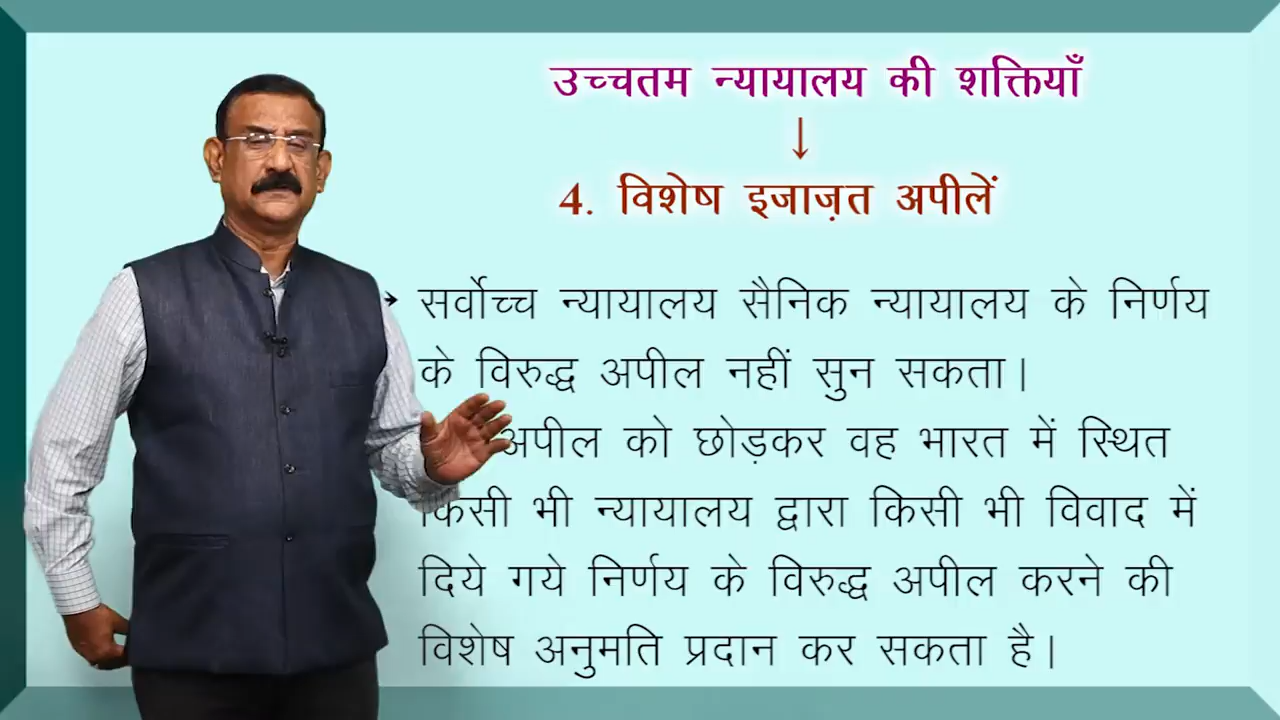 उच्चतम न्यायालय की शक्तियाँ
↓
4. विशेष इजाज़त अपीलें
सर्वोच्च न्यायालय सैनिक न्यायालय के निर्णय
के विरुद्ध अपील नहीं सुन सकता।
अपील को छोड़कर वह भारत में स्थित
किसी भी न्यायालय द्वारा किसी भी विवाद में
दिये गये निर्णय के विरुद्ध अपील करने की
विशेष अनुमति प्रदान कर सकता है।